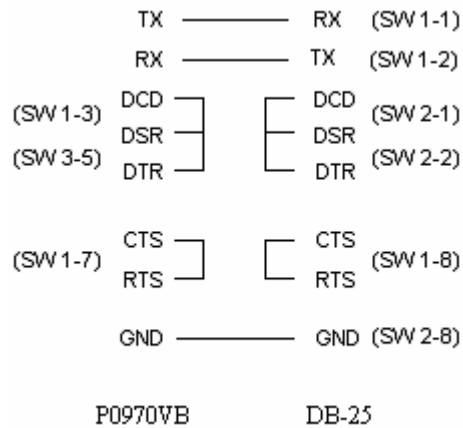 TX RX (SW 1-1)
RX TX (SW 1-2)
DCD DCD
(SW 1-3) (SW 2-1)
DSR DSR
(SW 3-5) (SW 2-2)
DTR DTR
CTS CTS
(SW 1-7) (SW 1-8)
RTS RTS
GND GND (SW 2-8)
P0970VB DB-25